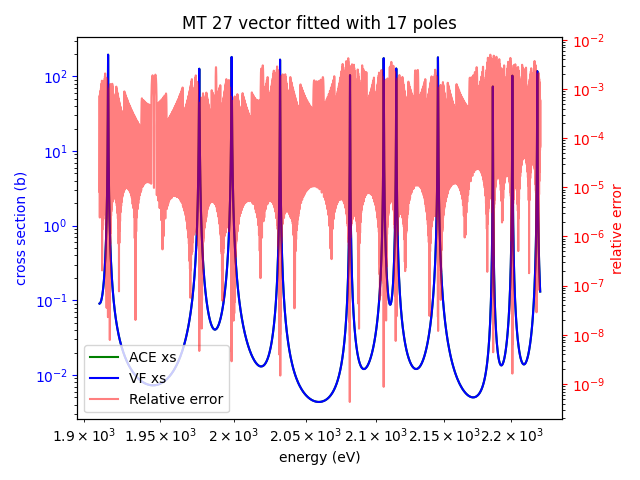 MT 27 vector fitted with 17 poles
cross section (b)
10²
10¹
10⁰
10⁻¹
10⁻²
10⁻²
10⁻³
10⁻⁴
10⁻⁵
10⁻⁶
10⁻⁷
10⁻⁸
10⁻⁹
relative error
ACE xs
VF xs
Relative error
1.9 × 10³ 1.95 × 10³ 2 × 10³ 2.05 × 10³ 2.1 × 10³ 2.15 × 10³ 2.2 × 10³
energy (eV)